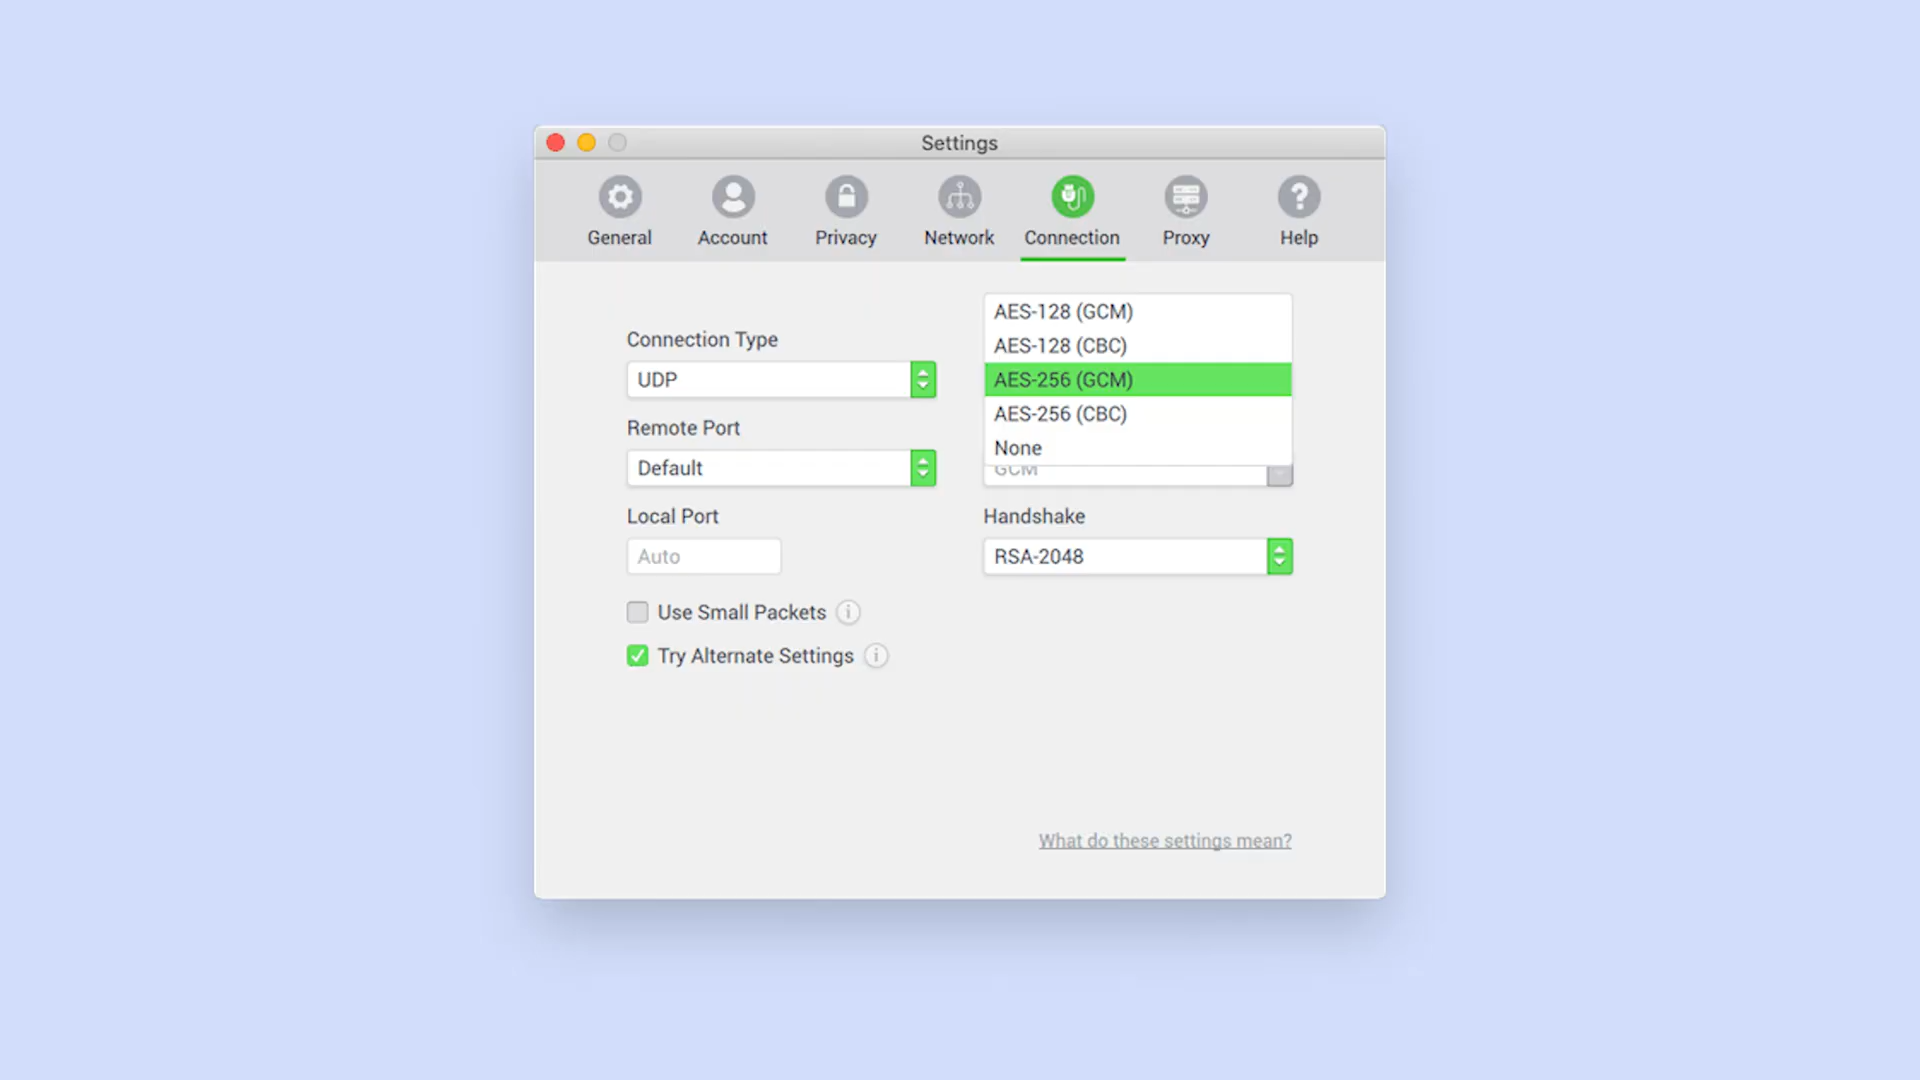 Settings
General
Account
Privacy
Network
Connection
Proxy
Help
Connection Type
UDP
Remote Port
Default
Local Port
Auto
Use Small Packets
Try Alternate Settings
AES-128 (GCM)
AES-128 (CBC)
AES-256 (GCM)
AES-256 (CBC)
None
GCM
Handshake
RSA-2048
What do these settings mean?